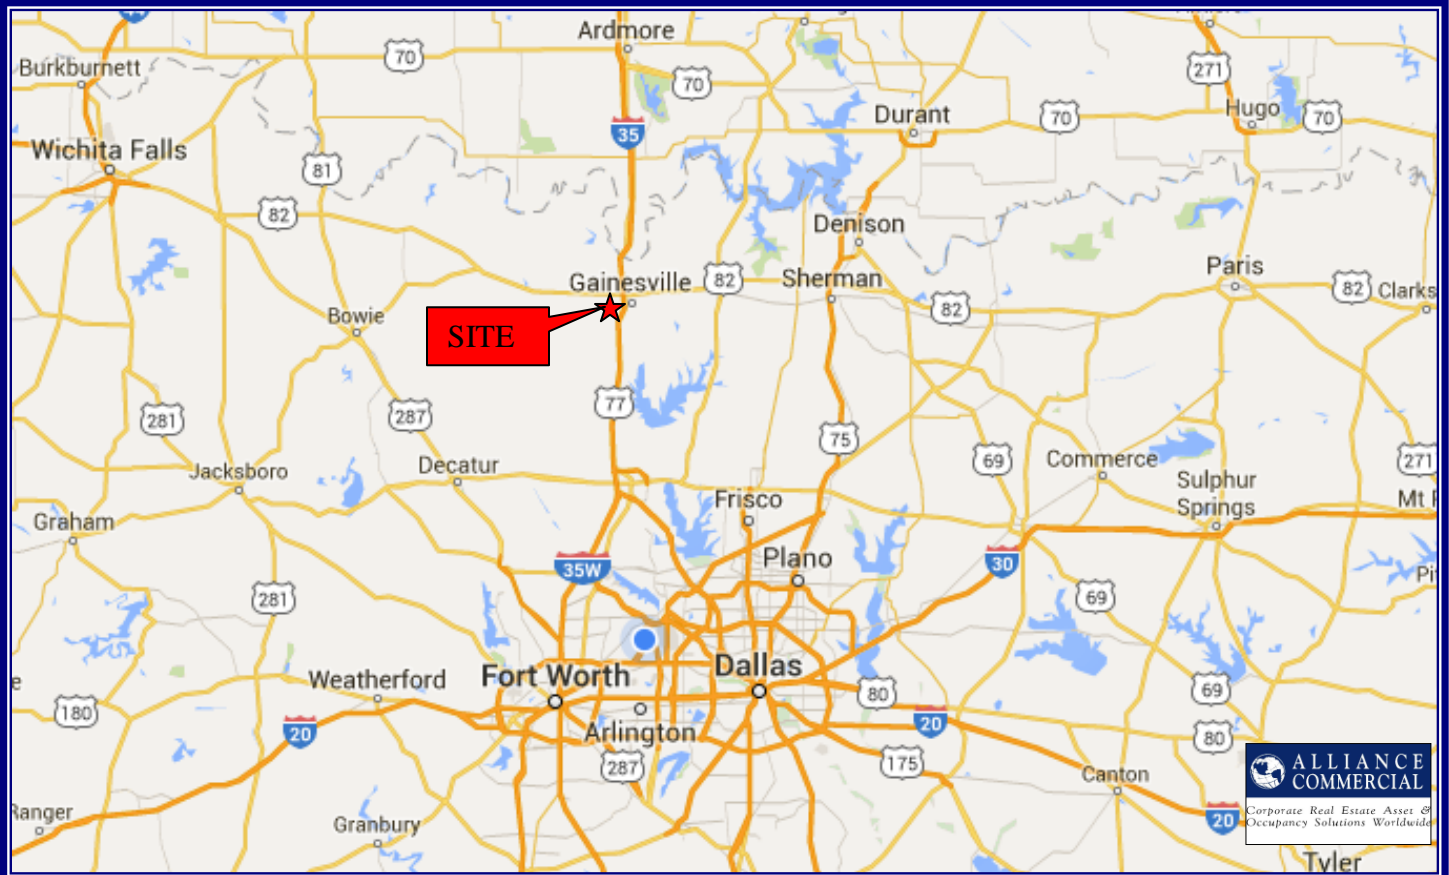 Ardmore
70
Burkburnett
70
271
35
Durant
70
Hugo
70
Wichita Falls
81
82
Denison
Gainesville
82
Sherman
Paris
82
Clarks
82
SITE
Bowie
77
281
287
75
69
Commerce
271
Jacksboro
Decatur
Sulphur
Springs
Frisco
Mt
Graham
Plano
35W
30
Pi
281
69
Fort Worth
Dallas
Weatherford
e
180
20
80
69
20
Arlington
80
287
175
Canton
Ranger
20
Granbury
Tyler
ALLIANCE
COMMERCIAL
Corporate Real Estate Asset &
Occupancy Solutions Worldwide